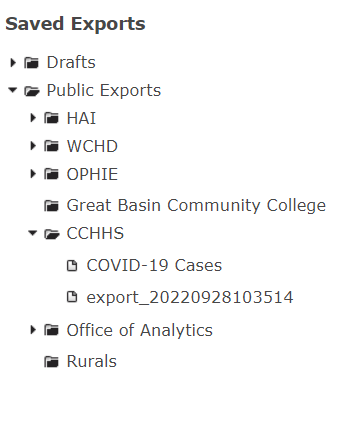 Saved Exports
Drafts
Public Exports
HAI
WCHD
OPHIE
Great Basin Community College
CCHHS
COVID-19 Cases
export_20220928103514
Office of Analytics
Rurals